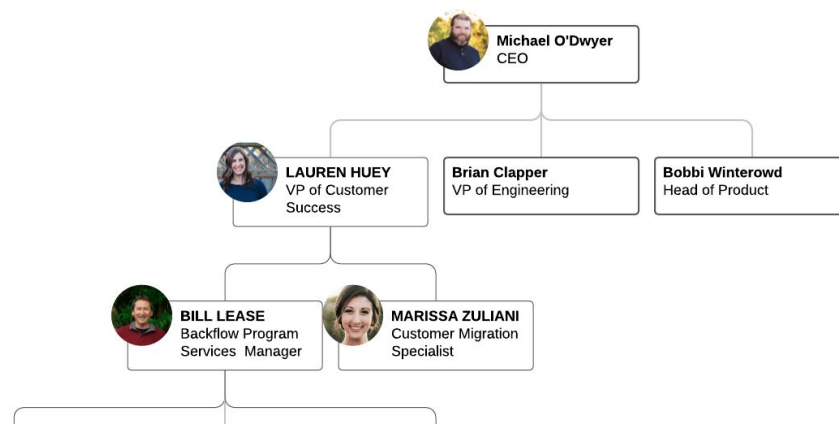 Michael O'Dwyer
CEO
LAUREN HUEY
VP of Customer
Success
Brian Clapper
VP of Engineering
Bobbi Winterowd
Head of Product
BILL LEASE
Backflow Program
Services Manager
MARISSA ZULIANI
Customer Migration
Specialist